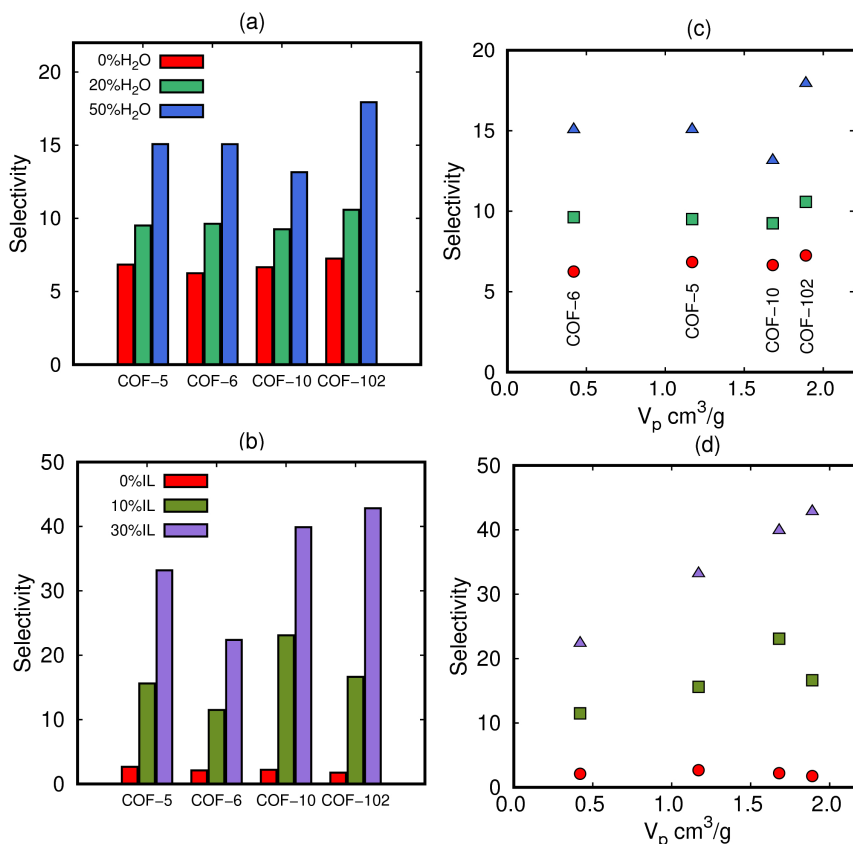 (a)
Selectivity
20
15
10
5
0
0%H₂O
20%H₂O
50%H₂O
COF−5 COF−6 COF−10 COF−102
(c)
Selectivity
20
15
10
5
0
COF−6
COF−5
COF−10
COF−102
0.0 0.5 1.0 1.5 2.0
Vₚ cm³/g
(b)
Selectivity
50
40
30
20
10
0
0%IL
10%IL
30%IL
COF−5 COF−6 COF−10 COF−102
(d)
Selectivity
50
40
30
20
10
0
0.0 0.5 1.0 1.5 2.0
Vₚ cm³/g